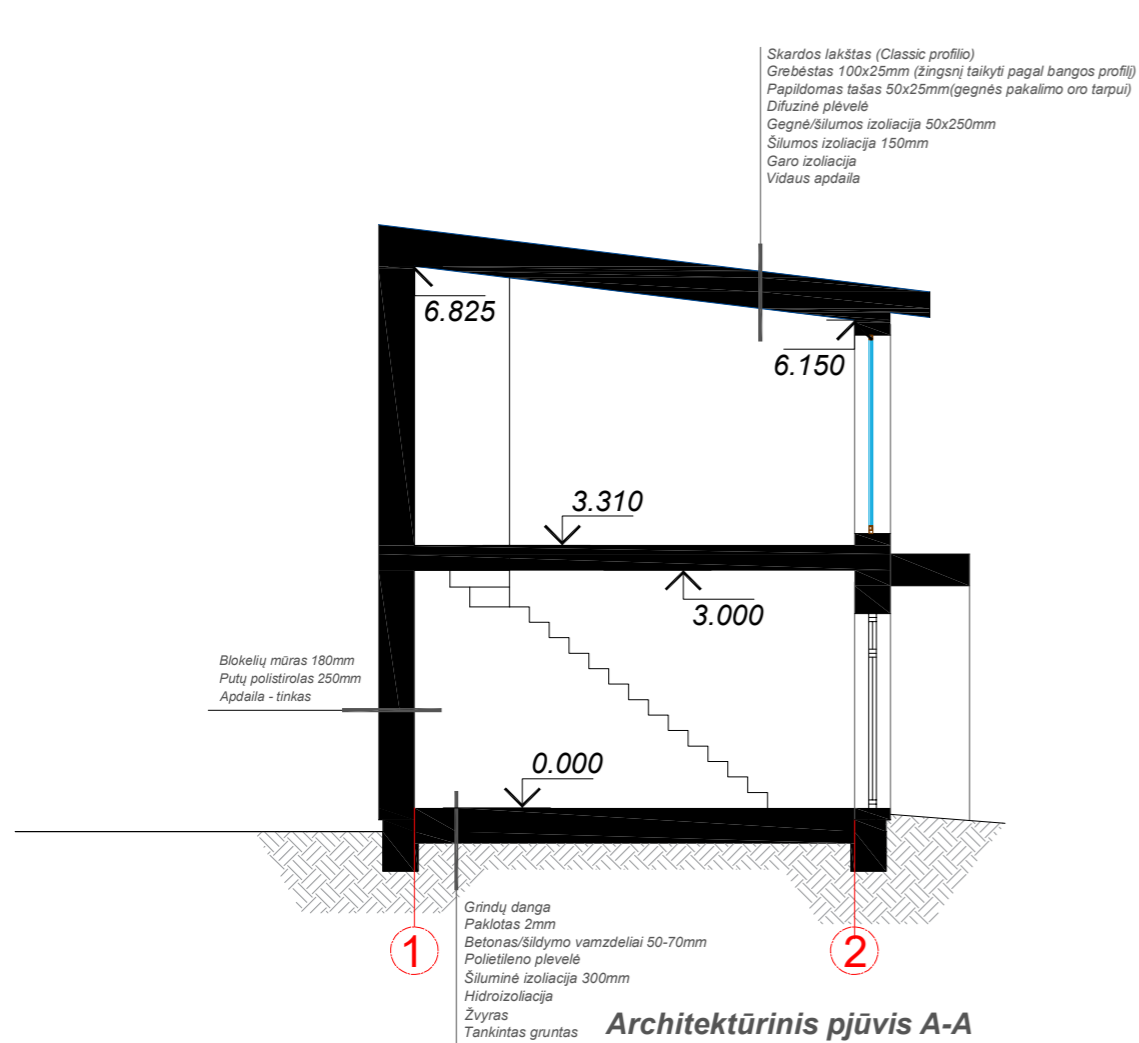 Skardos lakštas (Classic profilio)
Grebėstas 100x25mm (žingsnį taikyti pagal bangos profilį)
Papildomas tašas 50x25mm(gegnės pakalimo oro tarpui)
Difuzinė plėvelė
Gegnė/šilumos izoliacija 50x250mm
Šilumos izoliacija 150mm
Garo izoliacija
Vidaus apdaila
6.825
6.150
3.310
3.000
Blokelių mūras 180mm
Putų polistirolas 250mm
Apdaila - tinkas
0.000
Grindų danga
Paklotas 2mm
Betonas/šildymo vamzdeliai 50-70mm
Polietileno plevelė
Šiluminė izoliacija 300mm
Hidroizoliacija
Žvyras
Tankintas gruntas
1
2
Architektūrinis pjūvis A-A